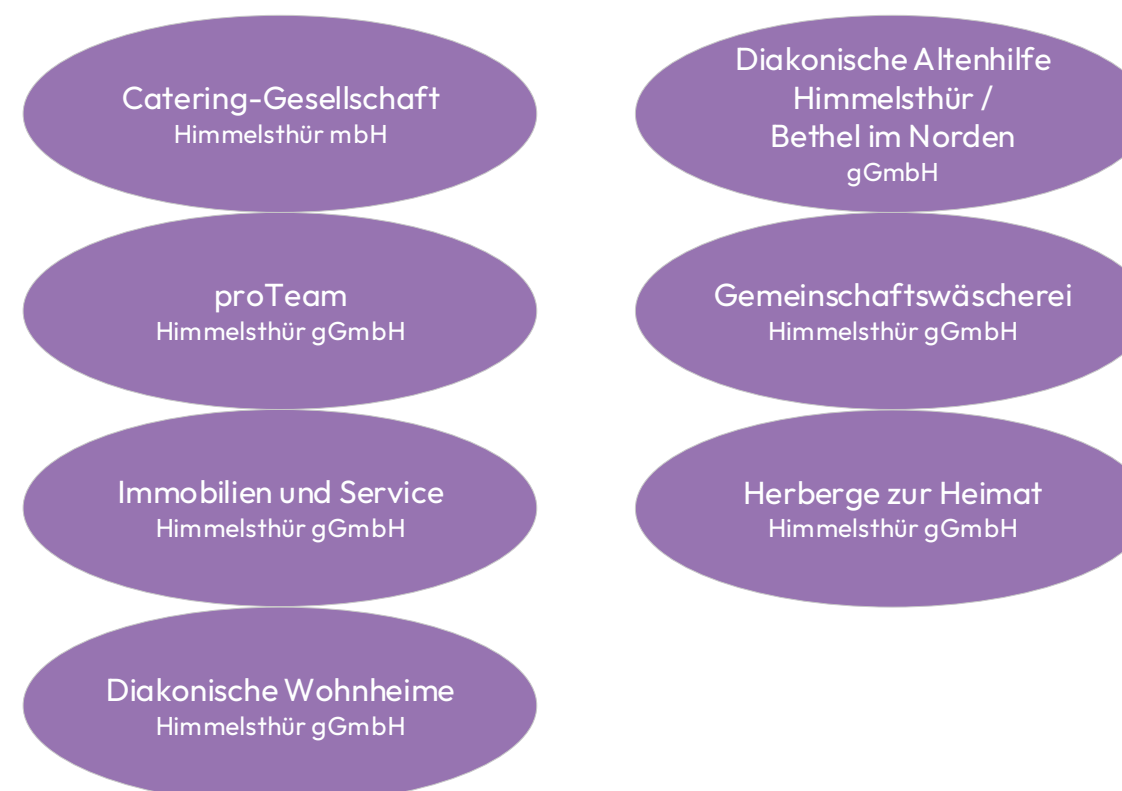 Catering-Gesellschaft
Himmelsthür mbH
proTeam
Himmelsthür gGmbH
Immobilien und Service
Himmelsthür gGmbH
Diakonische Wohnheime
Himmelsthür gGmbH
Diakonische Altenhilfe
Himmelsthür /
Bethel im Norden
gGmbH
Gemeinschaftswäscherei
Himmelsthür gGmbH
Herberge zur Heimat
Himmelsthür gGmbH